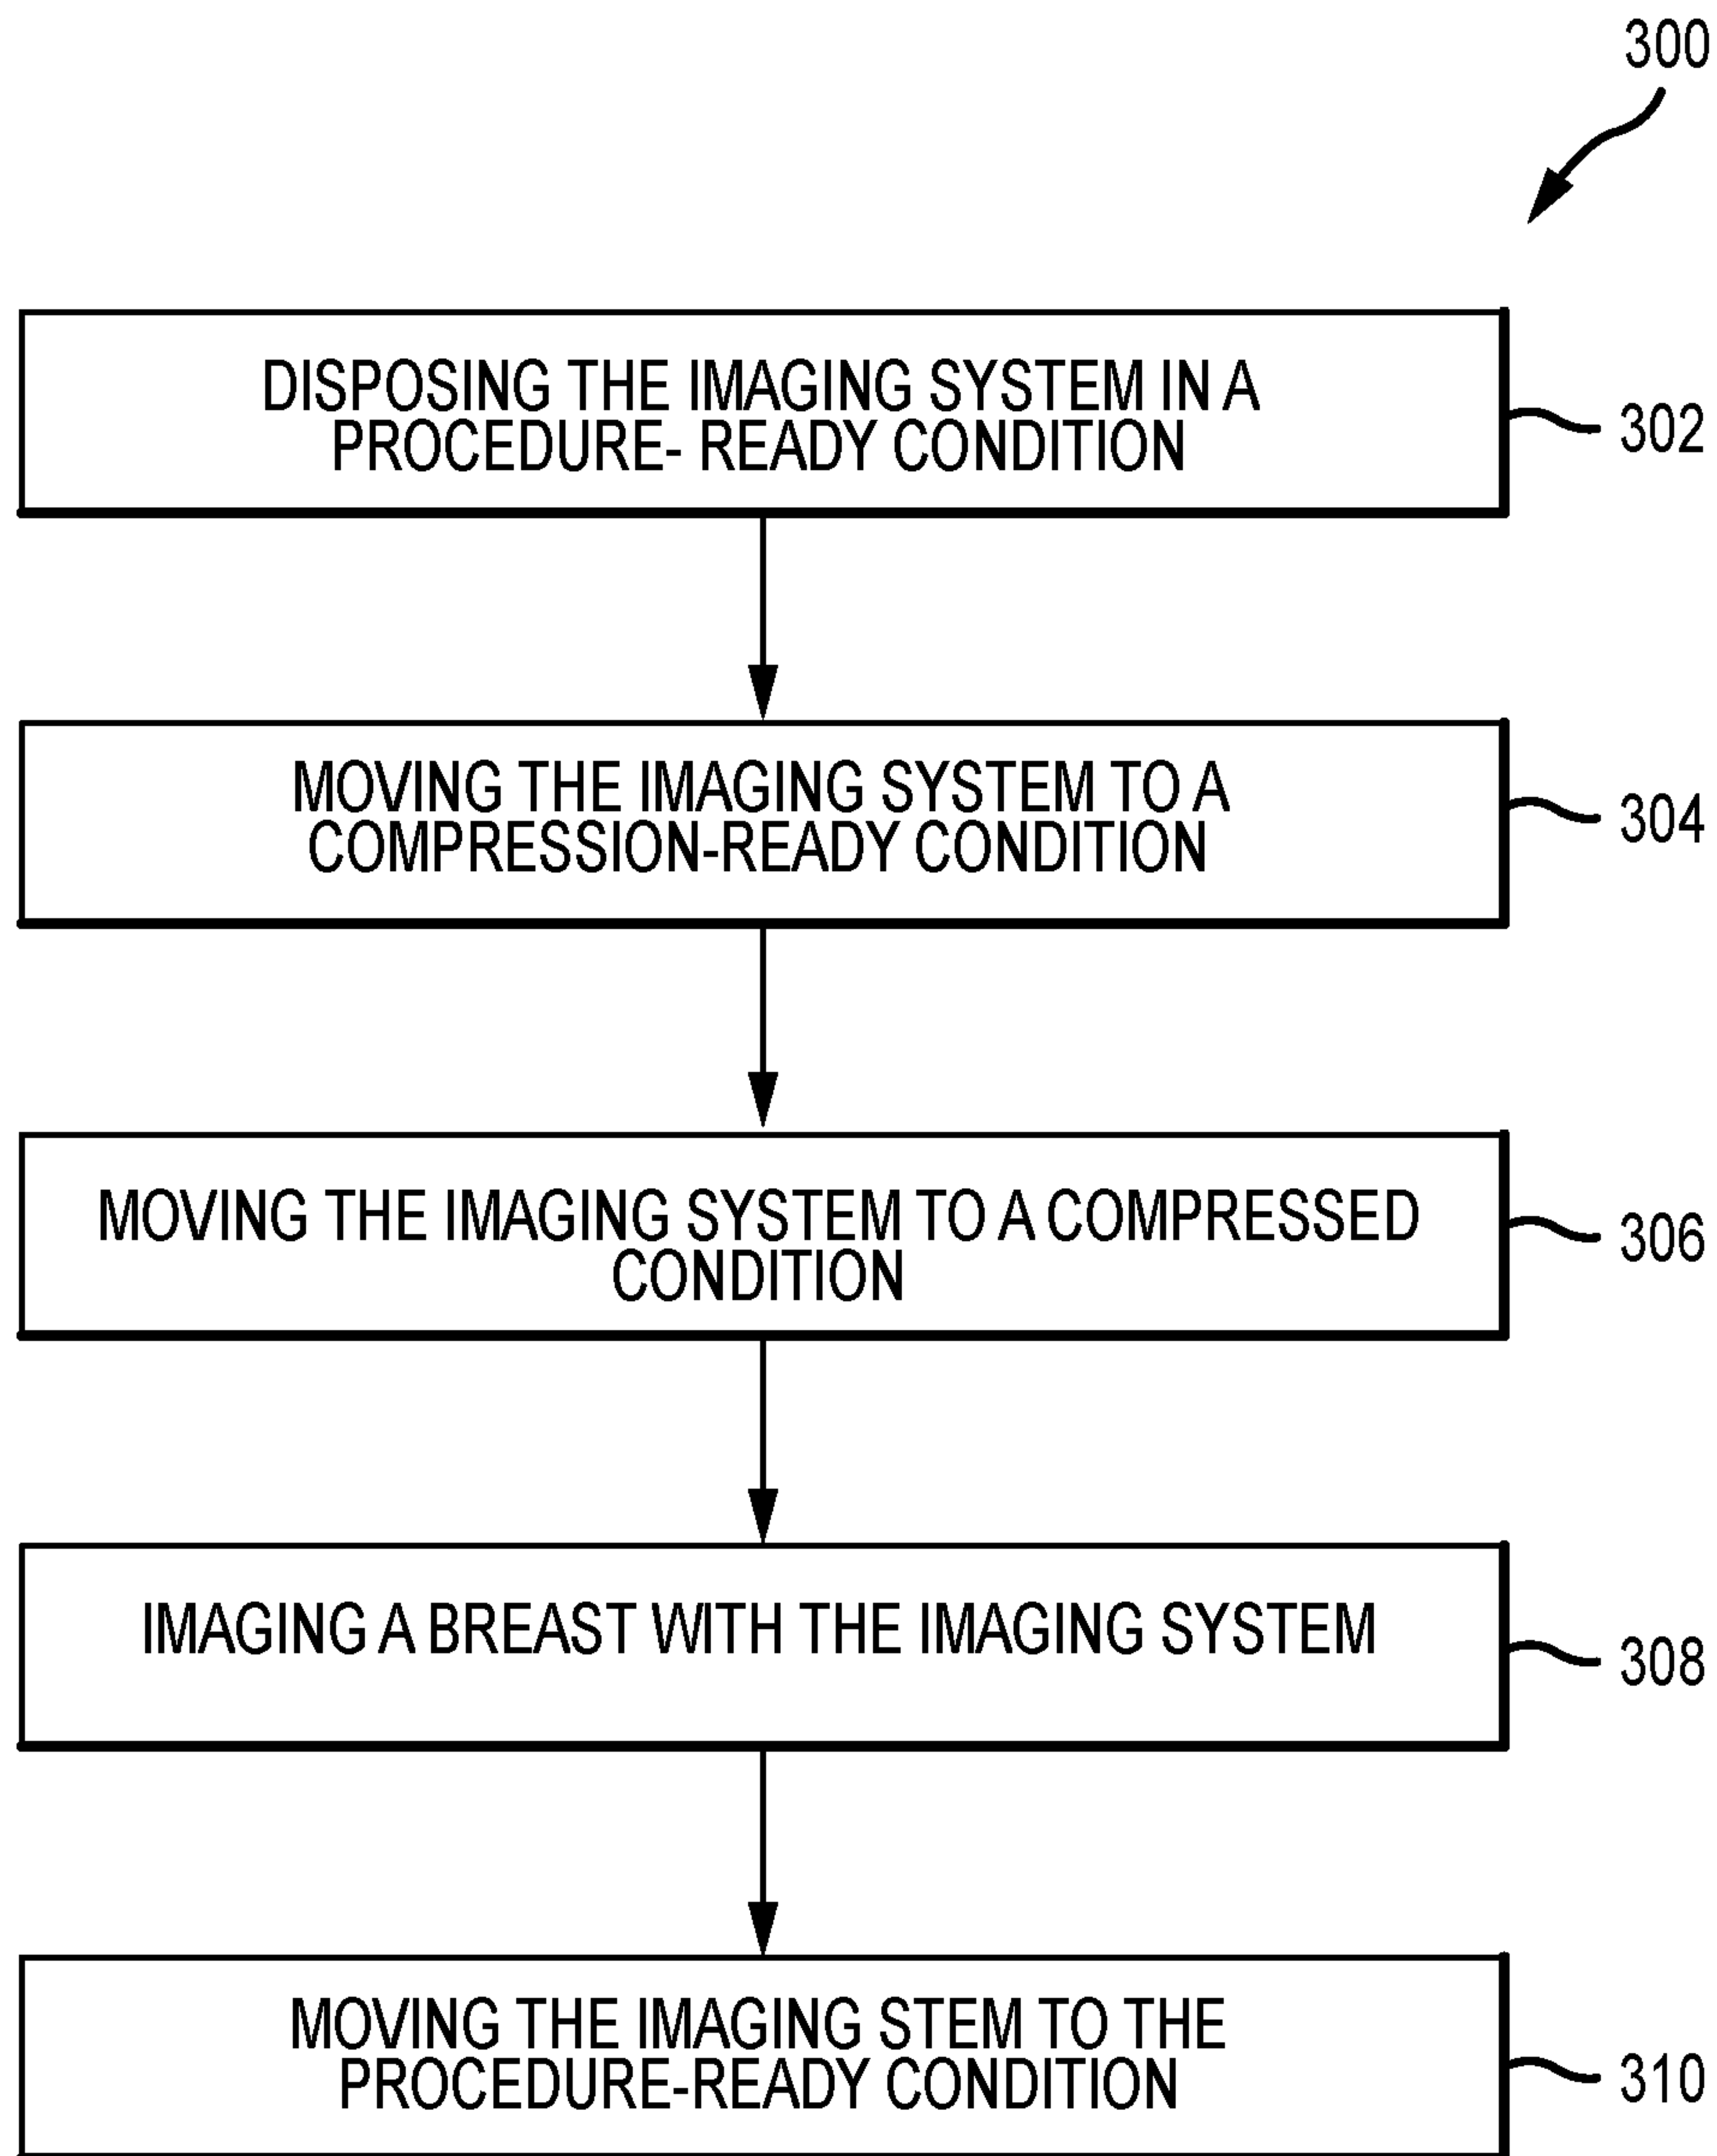 300
DISPOSING THE IMAGING SYSTEM IN A
PROCEDURE- READY CONDITION
302
MOVING THE IMAGING SYSTEM TO A
COMPRESSION-READY CONDITION
304
MOVING THE IMAGING SYSTEM TO A COMPRESSED
CONDITION
306
IMAGING A BREAST WITH THE IMAGING SYSTEM
308
MOVING THE IMAGING STEM TO THE
PROCEDURE-READY CONDITION
310